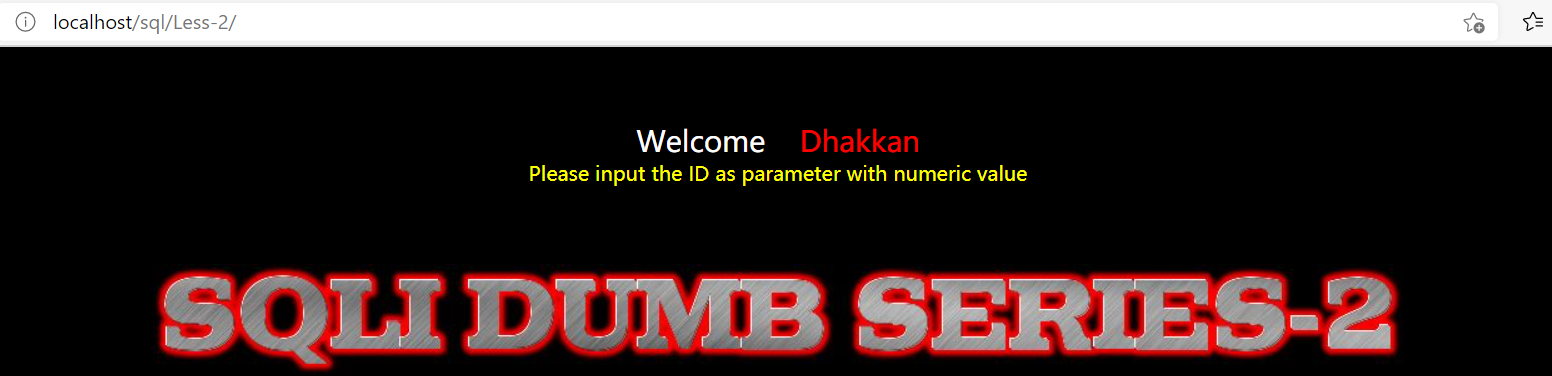 localhost/sql/Less-2/
Welcome Dhakkan
Please input the ID as parameter with numeric value
SQLI DUMB SERIES-2